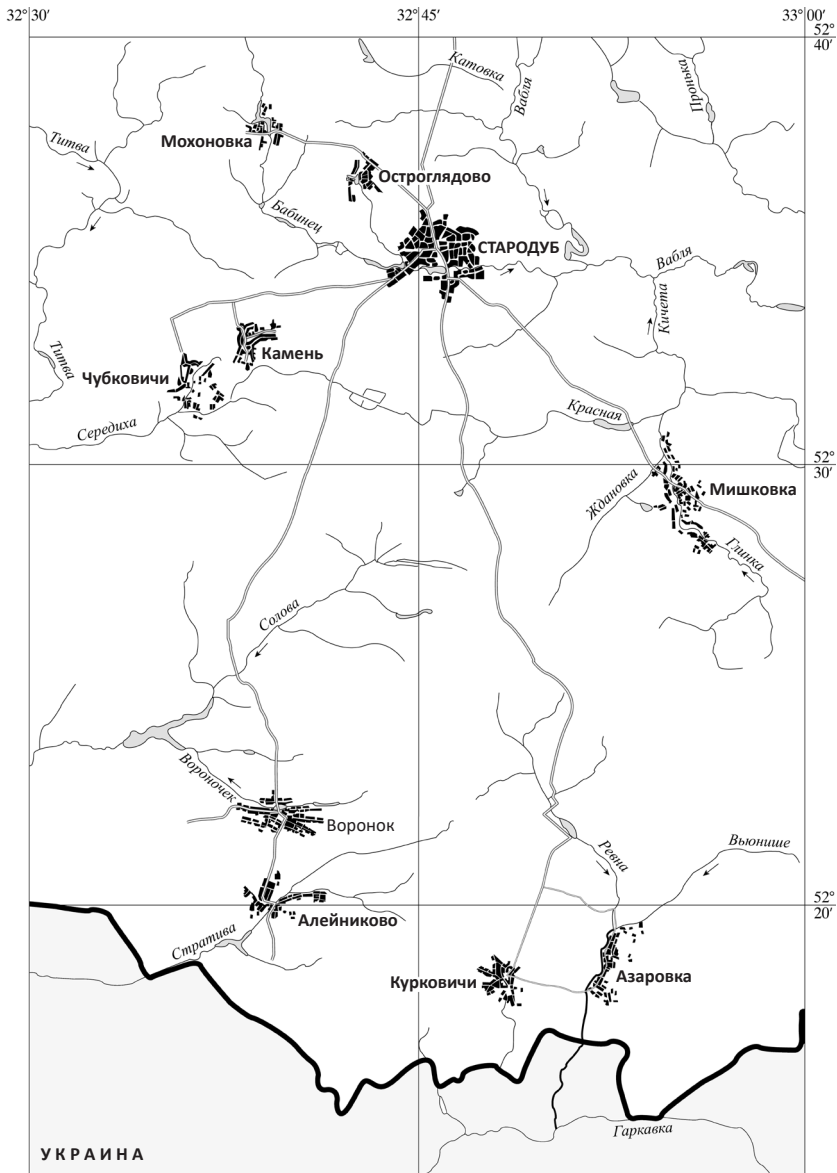 32° 30′
32° 45′
33° 00′
52°
40′
Катовка
Вабля
Пронька
Титва
Мохоновка
Остроглядово
Бабинец
СТАРОДУБ
Вабля
Кичета
Титва
Камень
Чубковичи
Красная
Середиха
52°
30′
Мишковка
Ждановка
Глинка
Солова
Вороночек
Воронок
Ревна
Вьюнише
52°
20′
Алейниково
Стратива
Курковичи
Азаровка
Гаркавка
УКРАИНА